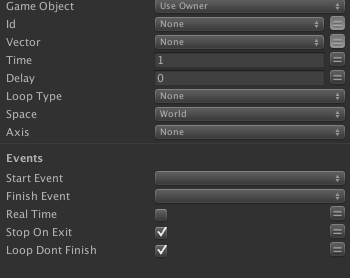 Game Object Use Owner
Id None
Vector None
Time 1
Delay 0
Loop Type None
Space World
Axis None
Events
Start Event
Finish Event
Real Time
Stop On Exit
Loop Dont Finish